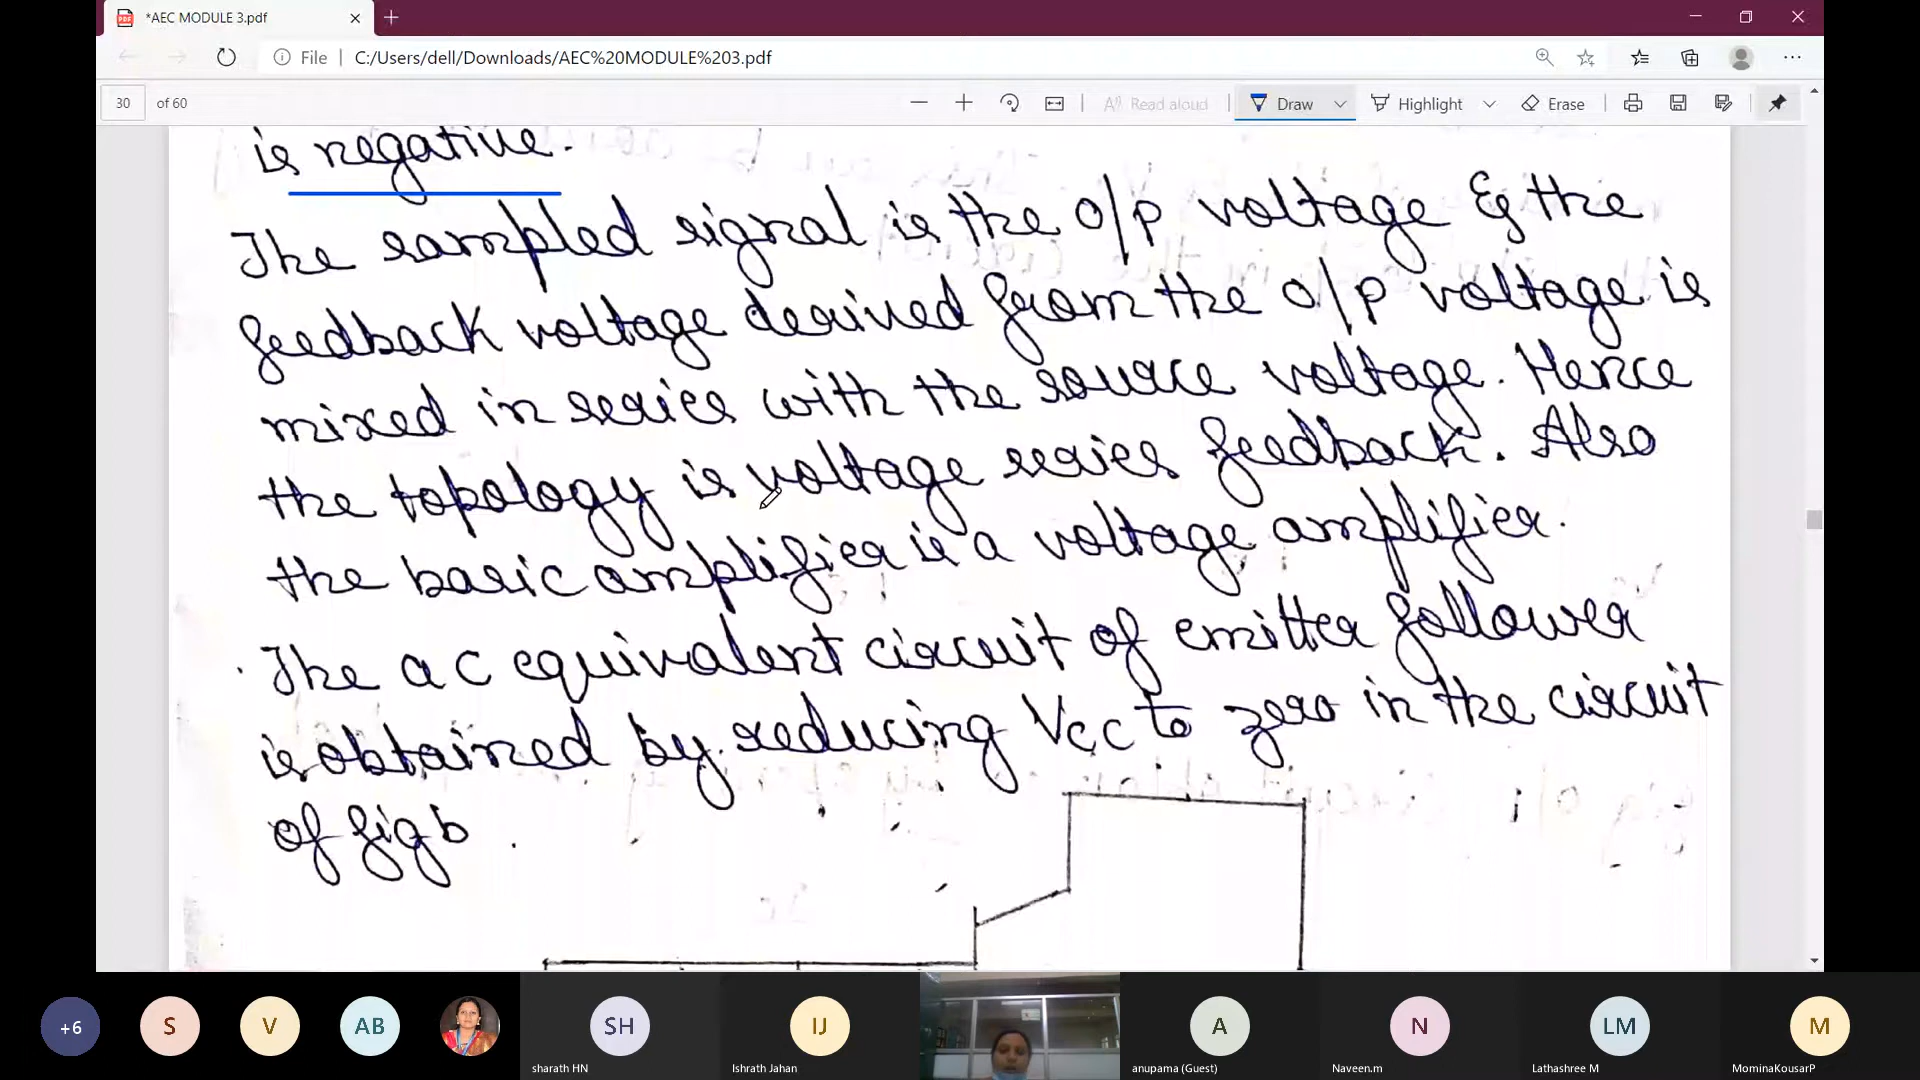 *AEC MODULE 3.pdf
File C:/Users/dell/Downloads/AEC%20MODULE%203.pdf
30 of 60 Read aloud Draw Highlight Erase
is negative.
The sampled signal is the o/p voltage & the
feedback voltage derived from the o/p voltage is
mixed in series with the source voltage. Hence
the topology is voltage series feedback. Also
the basic amplifier is a voltage amplifier.
The ac equivalent circuit of emitter follower
is obtained by reducing Vcc to zero in the circuit
of fig b
+6 S V AB SH IJ A N LM M
sharath HN Ishrath Jahan anupama (Guest) Naveen.m Lathashree M MominaKousarP